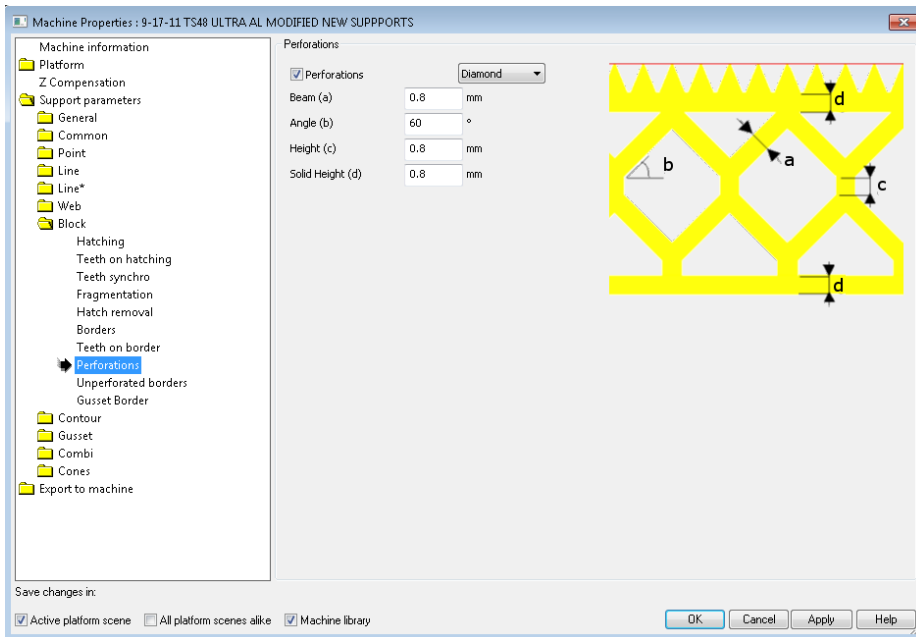 Machine Properties : 9-17-11 TS48 ULTRA AL MODIFIED NEW SUPPPORTS
Machine information
Platform
Z Compensation
Support parameters
General
Common
Point
Line
Line*
Web
Block
Hatching
Teeth on hatching
Teeth synchro
Fragmentation
Hatch removal
Borders
Teeth on border
Perforations
Unperforated borders
Gusset Border
Contour
Gusset
Combi
Cones
Export to machine
Perforations
Perforations Diamond
Beam (a) 0.8 mm
Angle (b) 60 °
Height (c) 0.8 mm
Solid Height (d) 0.8 mm
d
a
b
c
d
Save changes in:
Active platform scene All platform scenes alike Machine library
OK Cancel Apply Help